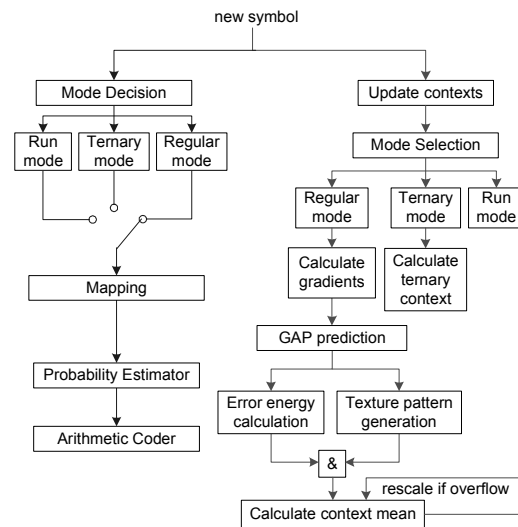 new symbol
Mode Decision
Run
mode
Ternary
mode
Regular
mode
Mapping
Probability Estimator
Arithmetic Coder
Update contexts
Mode Selection
Regular
mode
Ternary
mode
Run
mode
Calculate
gradients
Calculate
ternary
context
GAP prediction
Error energy
calculation
Texture pattern
generation
&
rescale if overflow
Calculate context mean